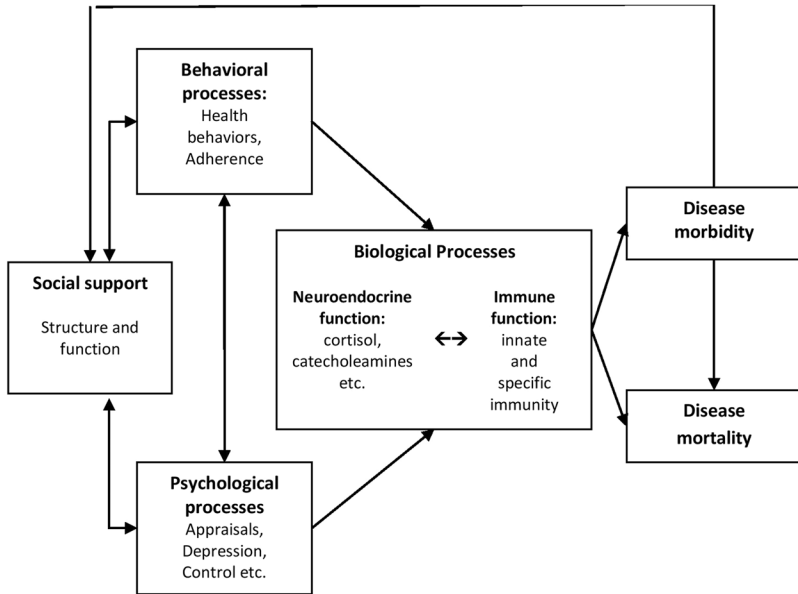 Behavioral
processes:
Health
behaviors,
Adherence
Social support
Structure and
function
Biological Processes
Neuroendocrine
function:
cortisol,
catecholeamines
etc.
Immune
function:
innate
and
specific
immunity
Disease
morbidity
Disease
mortality
Psychological
processes
Appraisals,
Depression,
Control etc.